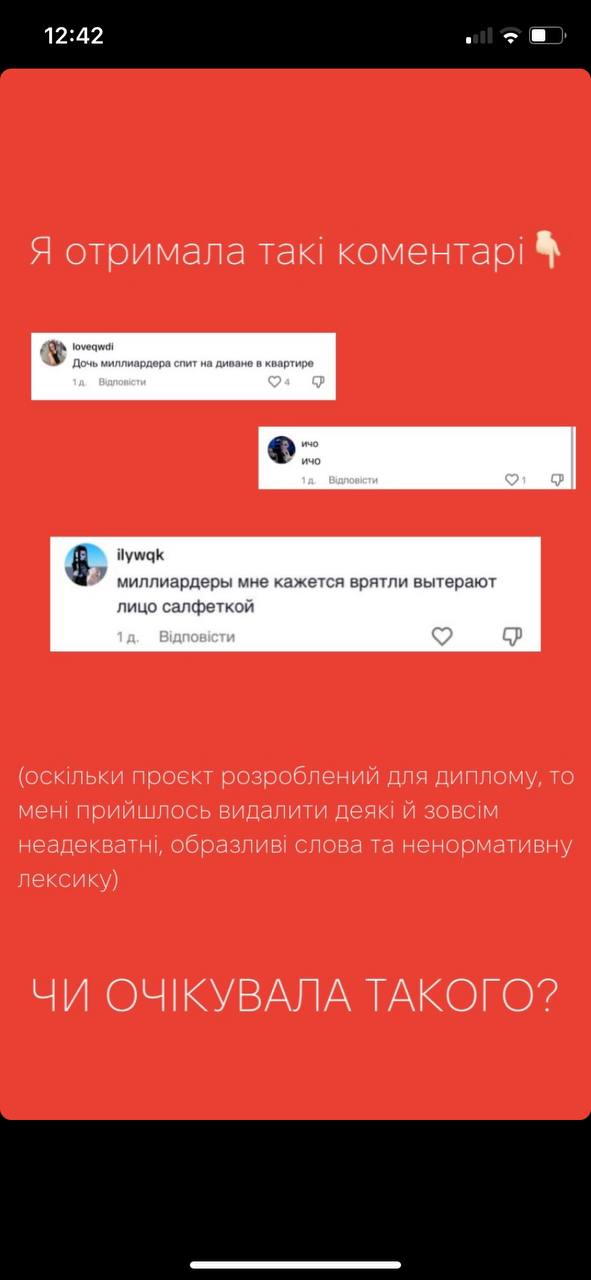 12:42
Я отримала такі коментарі👇🏻
loveqwdi
Дочь миллиардера спит на диване в квартире
1 д. Відповісти 4
ичо
ичо
1 д. Відповісти 1
ilywqk
миллиардеры мне кажется врятли вытерают
лицо салфеткой
1 д. Відповісти
(оскільки проєкт розроблений для диплому, то
мені прийшлось видалити деякі й зовсім
неадекватні, образливі слова та ненормативну
лексику)
ЧИ ОЧІКУВАЛА ТАКОГО?